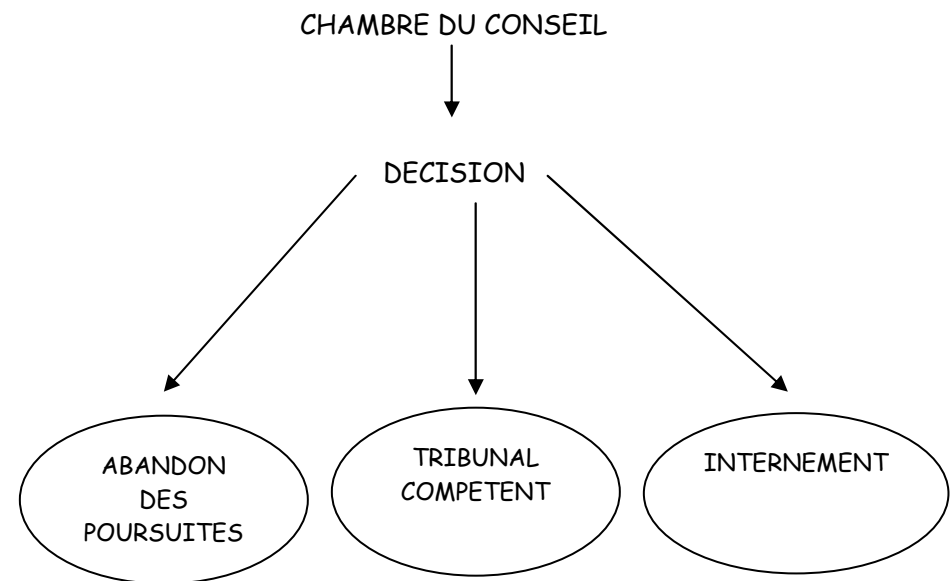 CHAMBRE DU CONSEIL
DECISION
ABANDON
DES
POURSUITES
TRIBUNAL
COMPETENT
INTERNEMENT